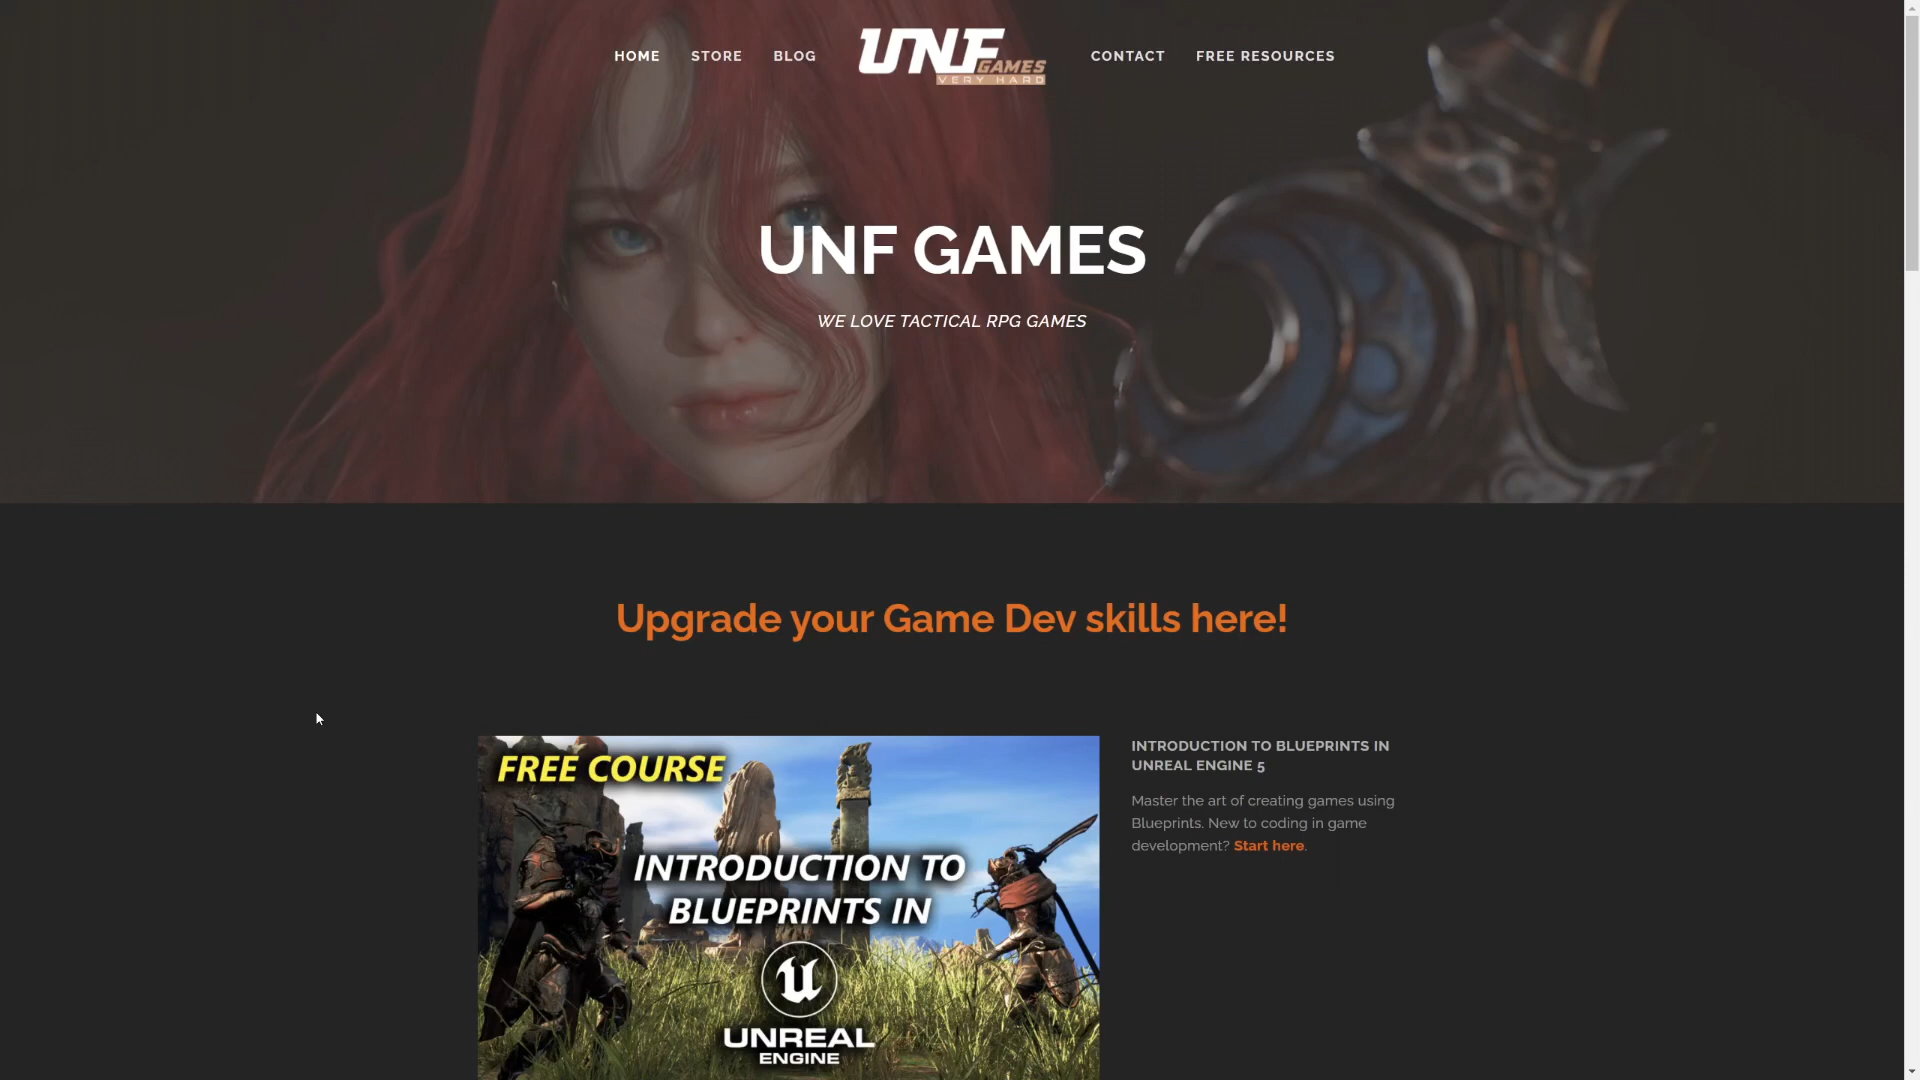 HOME STORE BLOG UNF GAMES VERY HARD CONTACT FREE RESOURCES
UNF GAMES
WE LOVE TACTICAL RPG GAMES
Upgrade your Game Dev skills here!
FREE COURSE
INTRODUCTION TO
BLUEPRINTS IN
UNREAL
ENGINE
INTRODUCTION TO BLUEPRINTS IN
UNREAL ENGINE 5
Master the art of creating games using
Blueprints. New to coding in game
development? Start here.